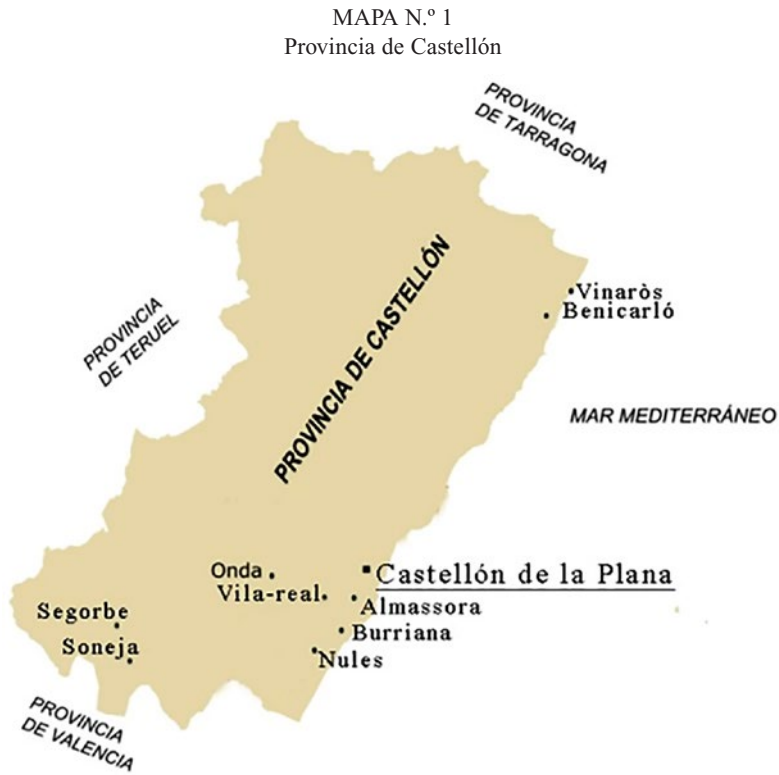 MAPA N.º 1
Provincia de Castellón
PROVINCIA
DE TARRAGONA
PROVINCIA DE CASTELLÓN
Vinaròs
Benicarló
PROVINCIA
DE TERUEL
MAR MEDITERRÁNEO
Onda
Castellón de la Plana
Vila-real
Almassora
Segorbe
Burriana
Soneja
Nules
PROVINCIA
DE VALENCIA